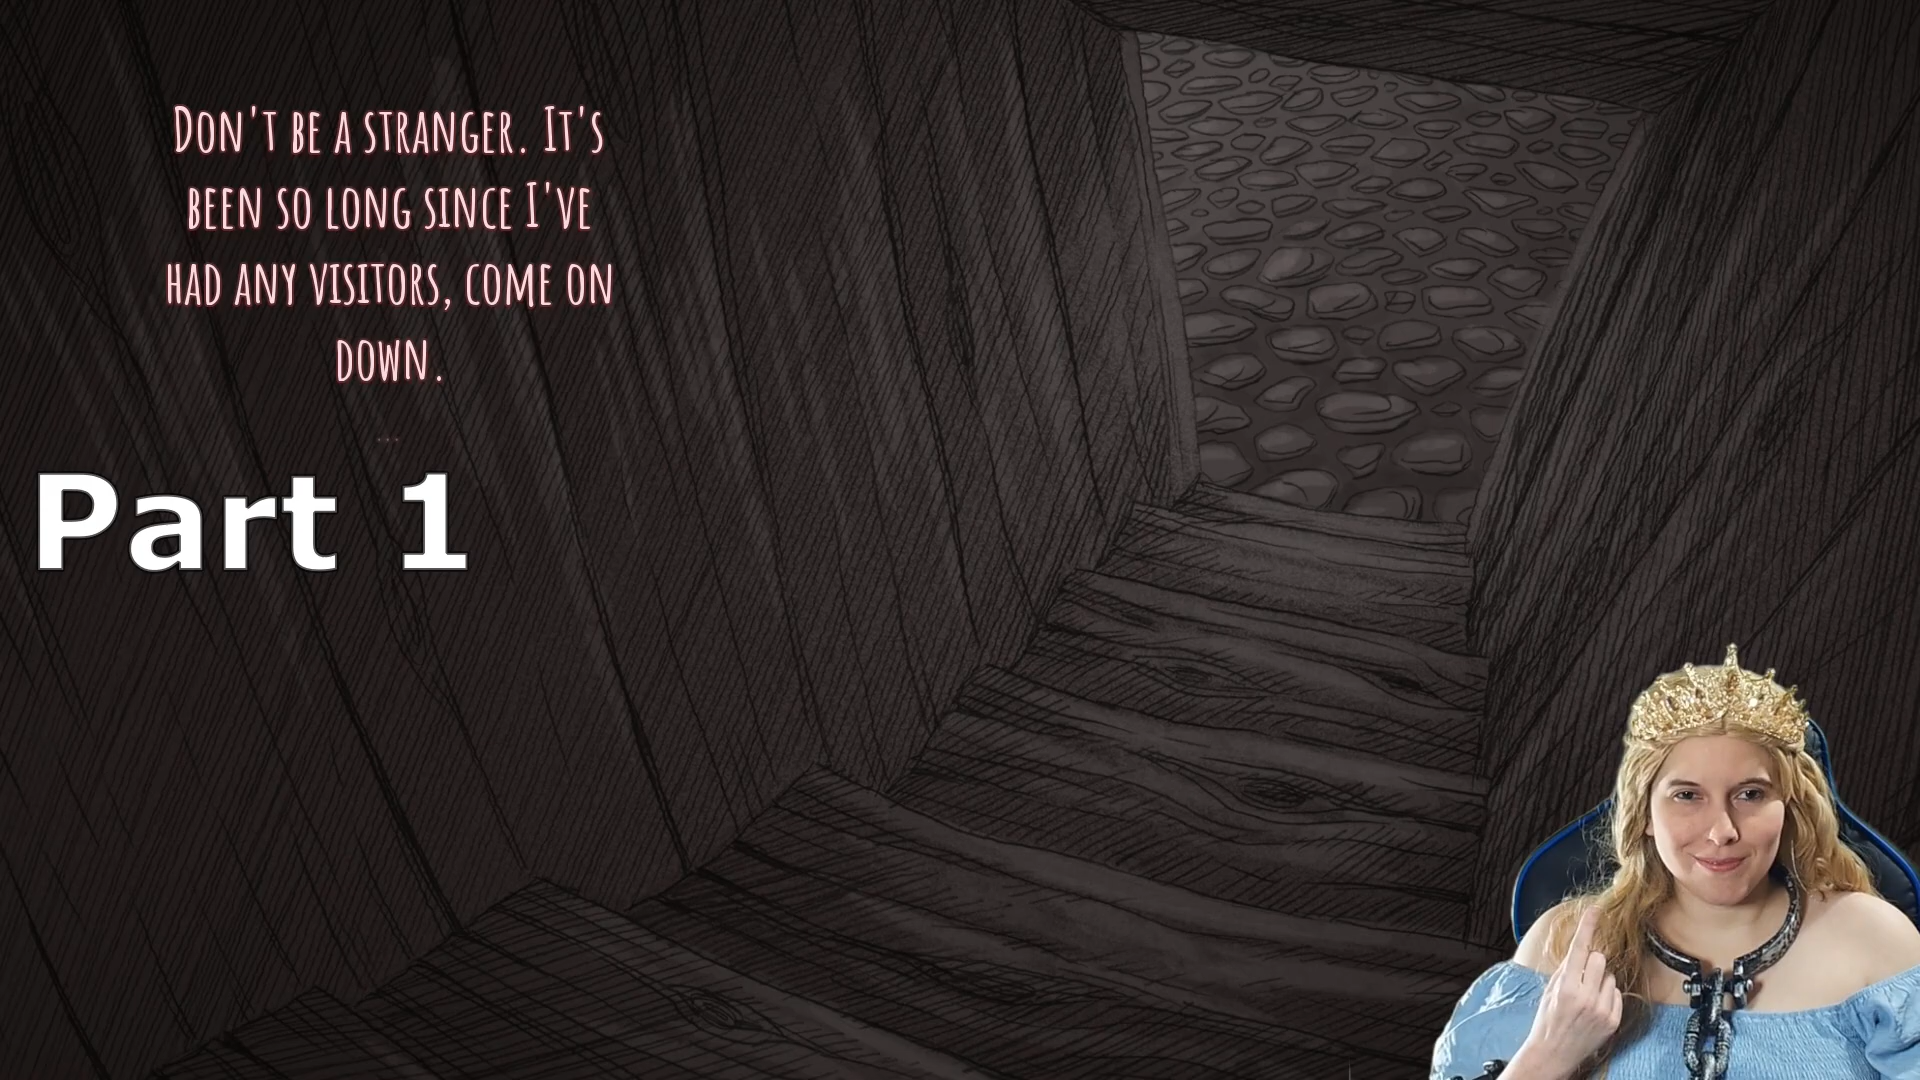 Don't be a stranger. It's
been so long since I've
had any visitors, come on
down.
...
Part 1